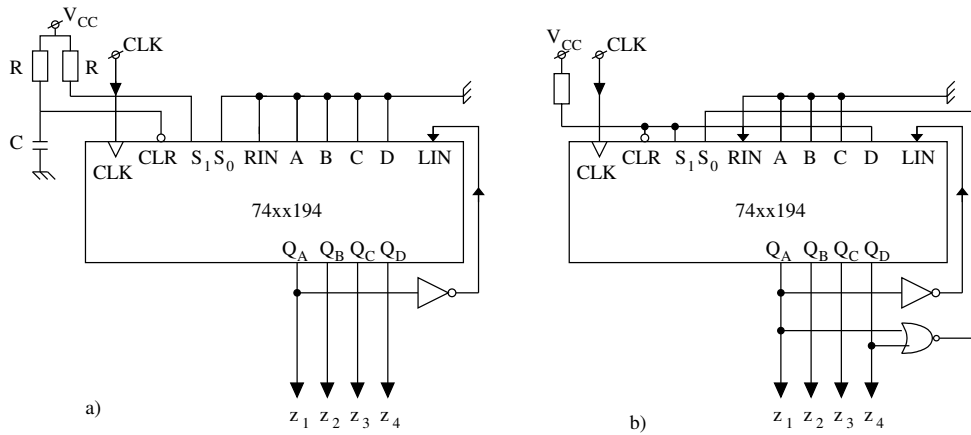 V_CC
CLK
R R
C
CLR S_1 S_0 RIN A B C D LIN
CLK
74xx194
Q_A Q_B Q_C Q_D
z_1 z_2 z_3 z_4
a)
V_CC
CLK
CLR S_1 S_0 RIN A B C D LIN
CLK
74xx194
Q_A Q_B Q_C Q_D
z_1 z_2 z_3 z_4
b)